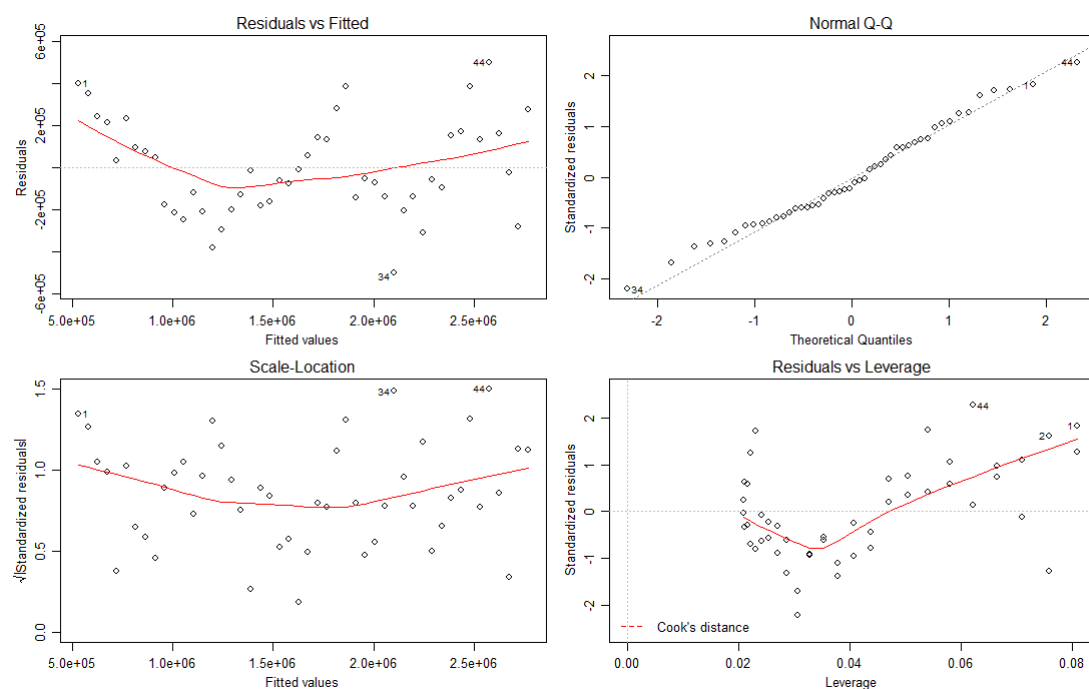 Residuals vs Fitted
Residuals
-6e+05
-2e+05
2e+05
6e+05
1
34
44
5.0e+05
1.0e+06
1.5e+06
2.0e+06
2.5e+06
Fitted values
Normal Q-Q
Standardized residuals
-2
-1
0
1
2
34
1
44
-2
-1
0
1
2
Theoretical Quantiles
Scale-Location
√|Standardized residuals|
0.0
0.5
1.0
1.5
1
34
44
5.0e+05
1.0e+06
1.5e+06
2.0e+06
2.5e+06
Fitted values
Residuals vs Leverage
Standardized residuals
-2
-1
0
1
2
44
2
1
Cook's distance
0.00
0.02
0.04
0.06
0.08
Leverage